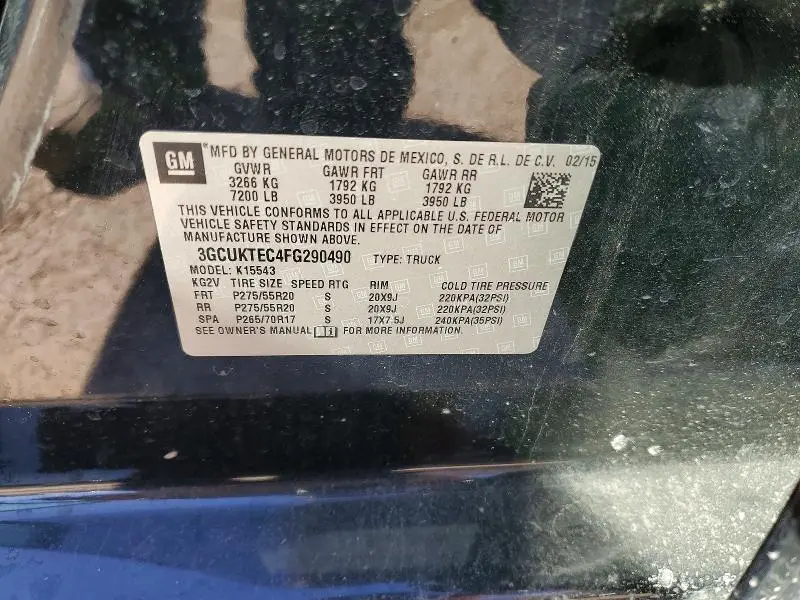 GM MFD BY GENERAL MOTORS DE MEXICO, S. DE R.L. DE C.V. 02/15
GVWR GAWR FRT GAWR RR
3266 KG 1792 KG 1792 KG
7200 LB 3950 LB 3950 LB
THIS VEHICLE CONFORMS TO ALL APPLICABLE U.S. FEDERAL MOTOR
VEHICLE SAFETY STANDARDS IN EFFECT ON THE DATE OF
MANUFACTURE SHOWN ABOVE.
3GCUKTEC4FG290490 TYPE: TRUCK
MODEL: K15543
KG2V TIRE SIZE SPEED RTG RIM COLD TIRE PRESSURE
FRT P275/55R20 S 20X9J 220KPA(32PSI)
RR P275/55R20 S 20X9J 220KPA(32PSI)
SPA P265/70R17 S 17X7.5J 240KPA(35PSI)
SEE OWNER'S MANUAL FOR MORE INFORMATION.